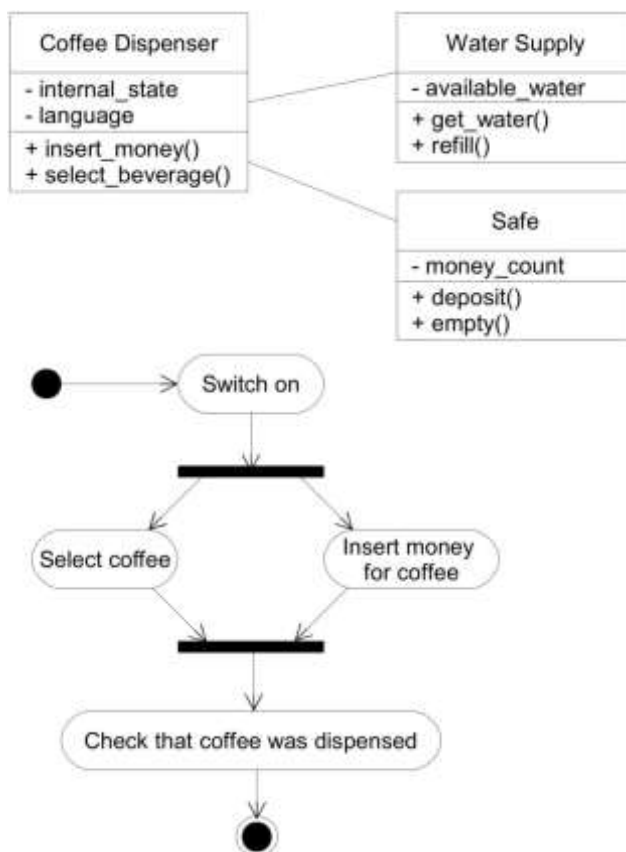 Coffee Dispenser
- internal_state
- language
+ insert_money()
+ select_beverage()
Water Supply
- available_water
+ get_water()
+ refill()
Safe
- money_count
+ deposit()
+ empty()
Switch on
Select coffee
Insert money
for coffee
Check that coffee was dispensed